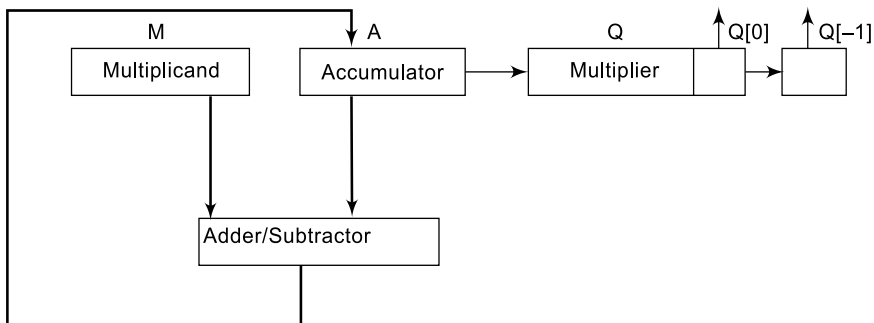 M
A
Q
Q[0]
Q[–1]
Multiplicand
Accumulator
Multiplier
Adder/Subtractor